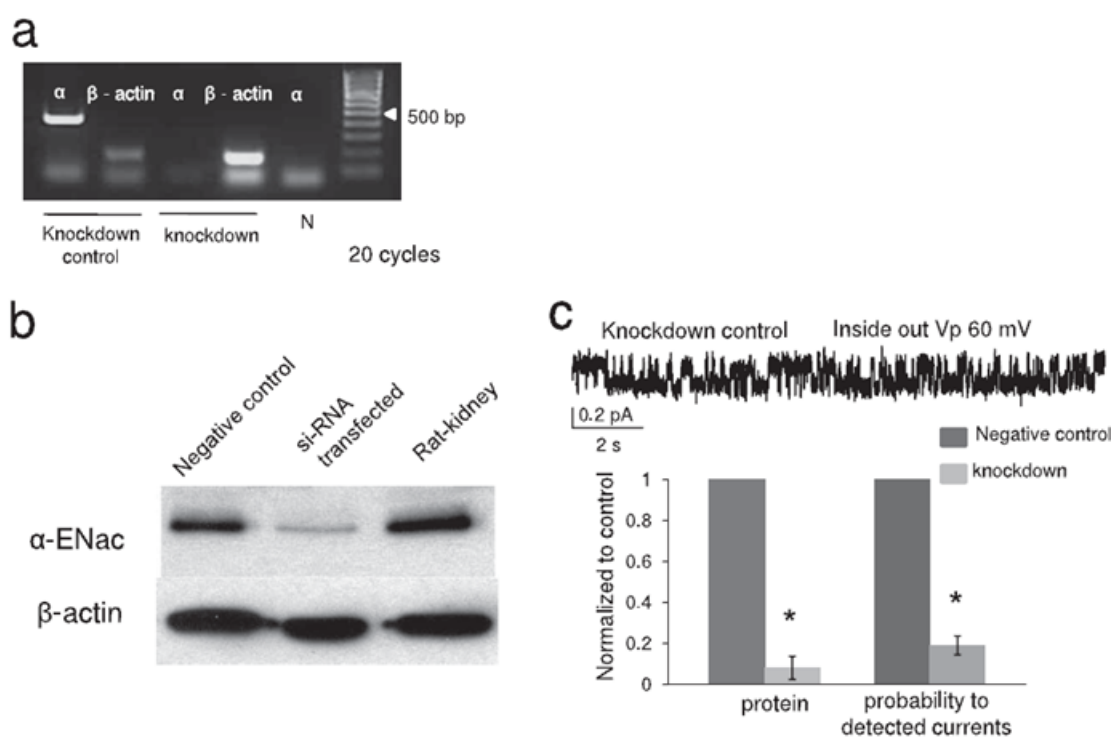 a
α β - actin α β - actin α
500 bp
Knockdown
control
knockdown
N
20 cycles
b
Negative control
si-RNA
transfected
Rat-kidney
α-ENac
β-actin
c
Knockdown control Inside out Vp 60 mV
0.2 pA
2 s
Negative control
knockdown
Normalized to control
1
0.8
0.6
0.4
0.2
0
*
*
protein
probability to
detected currents